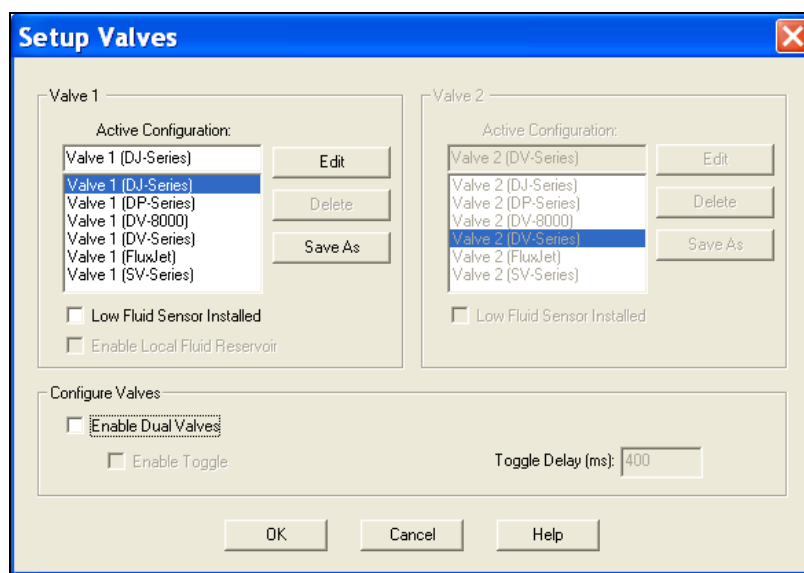 Setup Valves
Valve 1
Active Configuration:
Valve 1 (DJ-Series)
Edit
Valve 1 (DJ-Series)
Valve 1 (DP-Series)
Valve 1 (DV-8000)
Valve 1 (DV-Series)
Valve 1 (FluxJet)
Valve 1 (SV-Series)
Delete
Save As
Low Fluid Sensor Installed
Enable Local Fluid Reservoir
Valve 2
Active Configuration:
Valve 2 (DV-Series)
Edit
Valve 2 (DJ-Series)
Valve 2 (DP-Series)
Valve 2 (DV-8000)
Valve 2 (DV-Series)
Valve 2 (FluxJet)
Valve 2 (SV-Series)
Delete
Save As
Low Fluid Sensor Installed
Configure Valves
Enable Dual Valves
Enable Toggle
Toggle Delay (ms): 400
OK
Cancel
Help